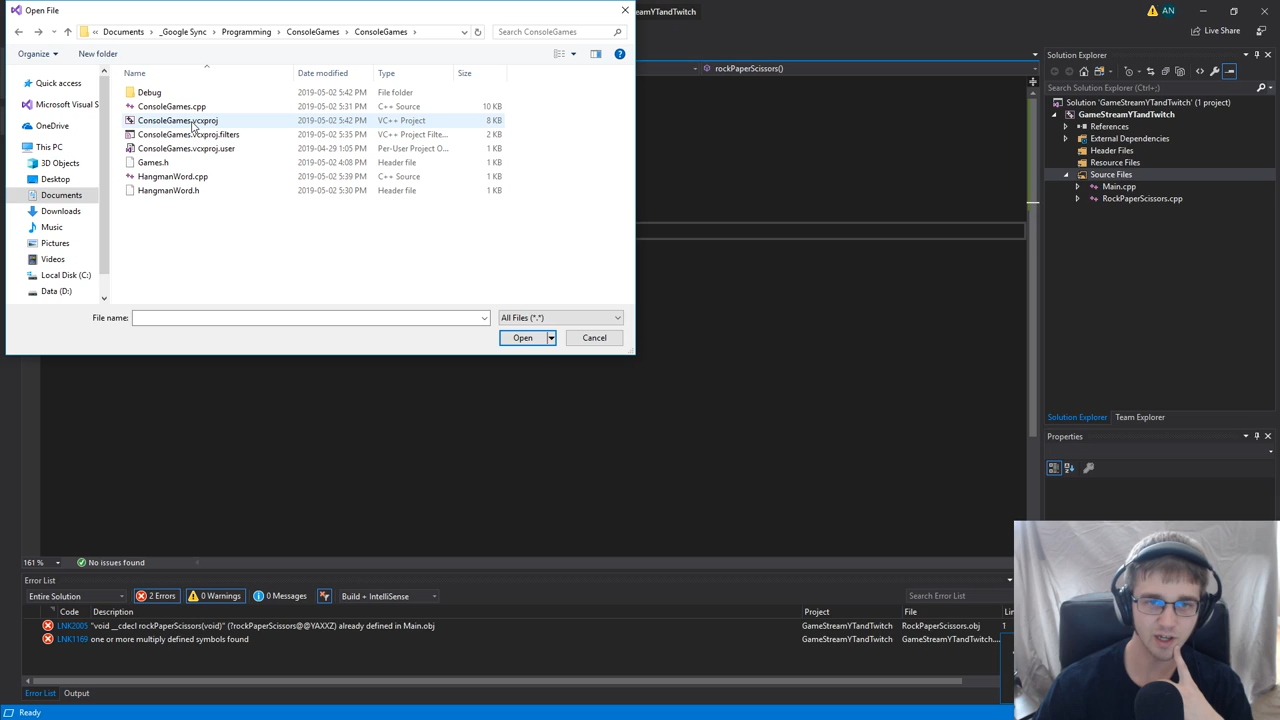 Open File
eamYTandTwitch
AN
« Documents > _Google Sync > Programming > ConsoleGames > ConsoleGames >
Search ConsoleGames
Live Share
Organize
New folder
Name Date modified Type Size
Quick access
Microsoft Visual S
OneDrive
This PC
3D Objects
Desktop
Documents
Downloads
Music
Pictures
Videos
Local Disk (C:)
Data (D:)
Debug 2019-05-02 5:42 PM File folder
ConsoleGames.cpp 2019-05-02 5:31 PM C++ Source 10 KB
ConsoleGames.vcxproj 2019-05-02 5:42 PM VC++ Project 8 KB
ConsoleGames.vcxproj.filters 2019-05-02 5:35 PM VC++ Project Filte... 2 KB
ConsoleGames.vcxproj.user 2019-04-29 1:05 PM Per-User Project O... 1 KB
Games.h 2019-05-02 4:08 PM Header file 1 KB
HangmanWord.cpp 2019-05-02 5:39 PM C++ Source 1 KB
HangmanWord.h 2019-05-02 5:30 PM Header file 1 KB
File name:
All Files (*.*)
Open
Cancel
rockPaperScissors()
Solution Explorer
Search Solution Explorer (Ctrl+;)
Solution 'GameStreamYTandTwitch' (1 project)
GameStreamYTandTwitch
References
External Dependencies
Header Files
Resource Files
Source Files
Main.cpp
RockPaperScissors.cpp
Solution Explorer
Team Explorer
Properties
161 %
No issues found
Error List
Entire Solution
2 Errors
0 Warnings
0 Messages
Build + IntelliSense
Search Error List
Code Description Project File Lin
LNK2005 "void __cdecl rockPaperScissors(void)" (?rockPaperScissors@@YAXXZ) already defined in Main.obj GameStreamYTandTwitch RockPaperScissors.obj 1
LNK1169 one or more multiply defined symbols found GameStreamYTandTwitch GameStreamYTandTwitch...
Error List
Output
Ready